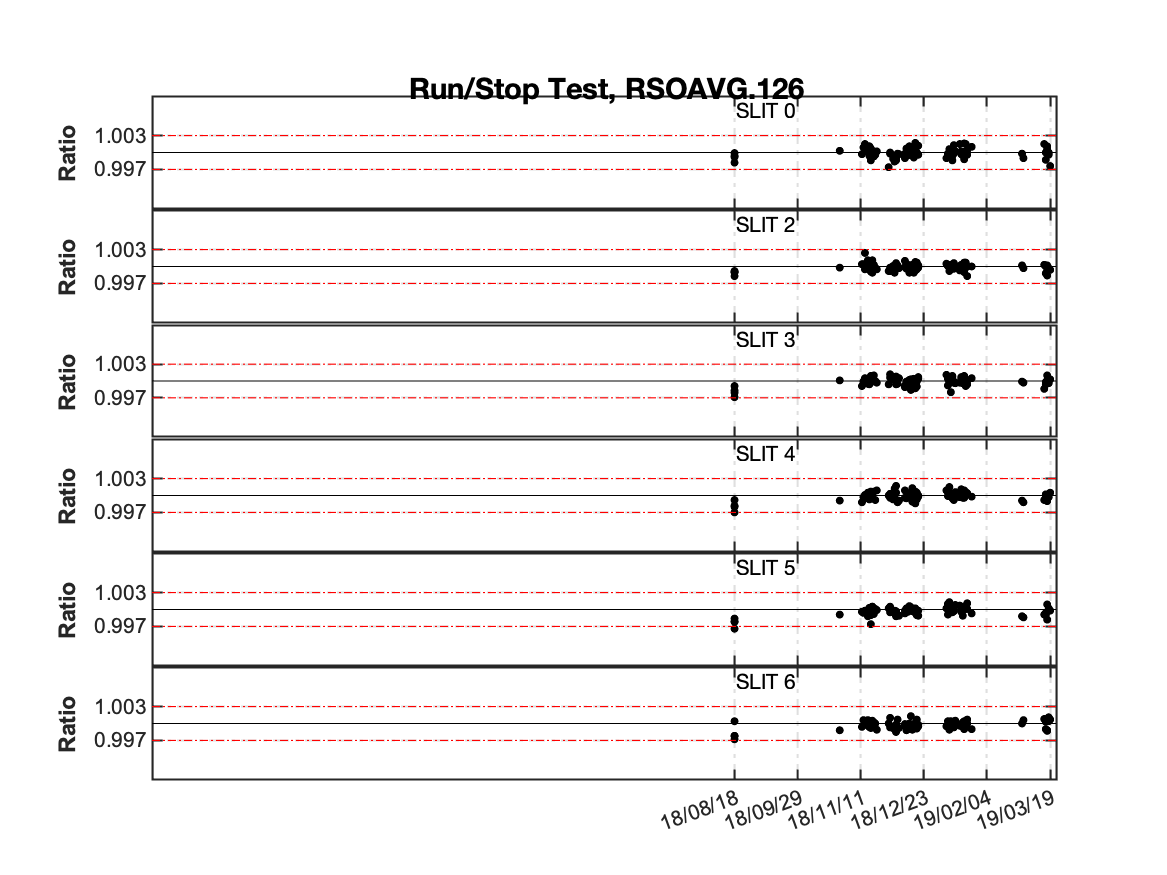 Run/Stop Test, RSOAVG.126
SLIT 0
1.003
0.997
Ratio
SLIT 2
1.003
0.997
Ratio
SLIT 3
1.003
0.997
Ratio
SLIT 4
1.003
0.997
Ratio
SLIT 5
1.003
0.997
Ratio
SLIT 6
1.003
0.997
Ratio
18/08/18 18/09/29 18/11/11 18/12/23 19/02/04 19/03/19